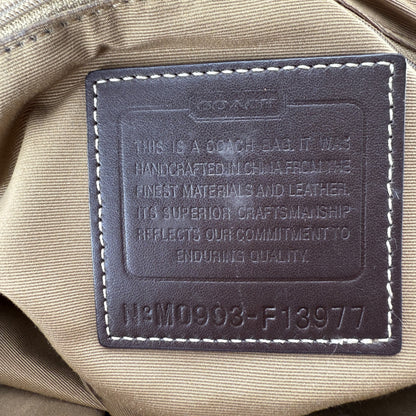 COACH
THIS IS A COACH BAG. IT WAS
HANDCRAFTED IN CHINA FROM THE
FINEST MATERIALS AND LEATHER.
ITS SUPERIOR CRAFTSMANSHIP
REFLECTS OUR COMMITMENT TO
ENDURING QUALITY.
No M0903-F13977